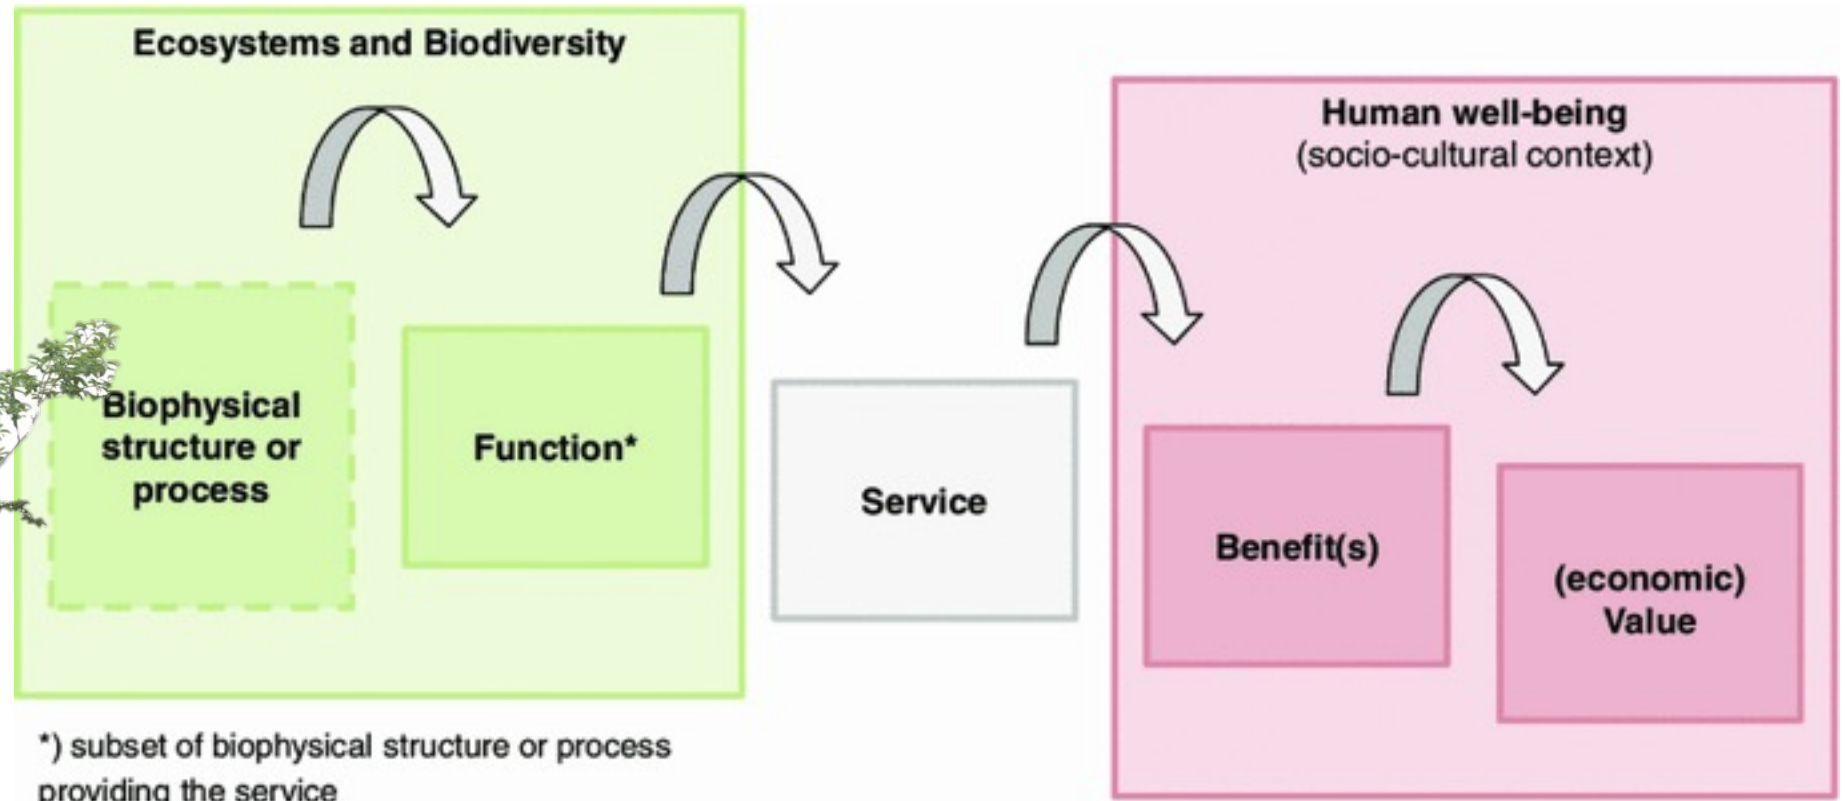 Ecosystems and Biodiversity
Human well-being
(socio-cultural context)
Biophysical
structure or
process
Function*
Service
Benefit(s)
(economic)
Value
*) subset of biophysical structure or process
providing the service